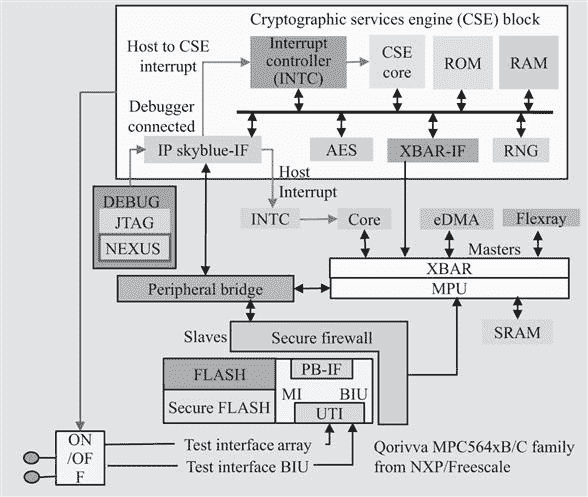 Cryptographic services engine (CSE) block
Host to CSE
interrupt
Interrupt
controller
(INTC)
CSE
core
ROM
RAM
Debugger
connected
IP skyblue-IF
AES
XBAR-IF
RNG
Host
Interrupt
DEBUG
JTAG
NEXUS
INTC
Core
eDMA
Flexray
Masters
XBAR
MPU
Peripheral bridge
SRAM
Slaves
Secure firewall
FLASH
PB-IF
MI
BIU
Secure FLASH
UTI
ON
/OF
F
Test interface array
Test interface BIU
Qorivva MPC564xB/C family
from NXP/Freescale